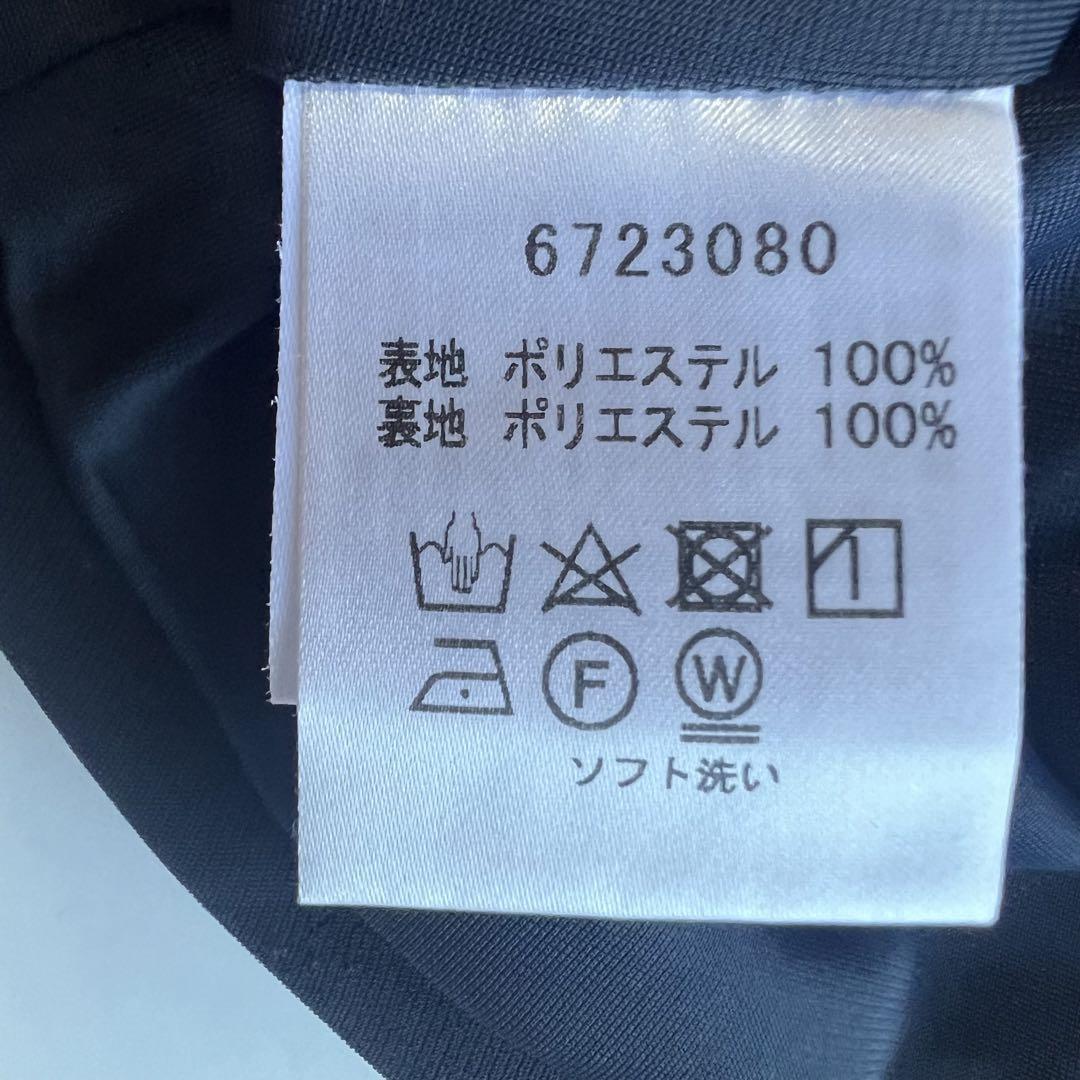 6723080
表地 ポリエステル 100%
裏地 ポリエステル 100%
F W
ソフト洗い